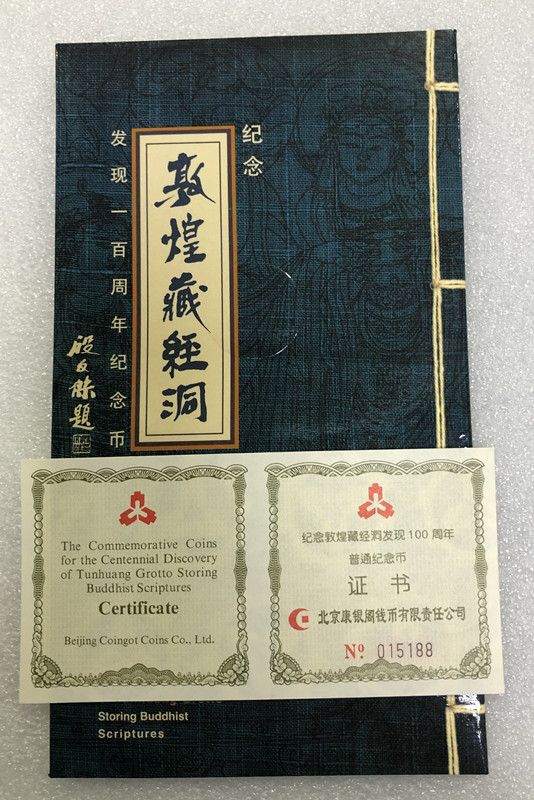 纪念
敦煌藏經洞
发现一百周年纪念币
段文傑題
The Commemorative Coins
for the Centennial Discovery
of Tunhuang Grotto Storing
Buddhist Scriptures
Certificate
Beijing Coingot Coins Co., Ltd.
纪念敦煌藏经洞发现100周年
普通纪念币
证书
北京康银阁钱币有限责任公司
Nº 015188
Storing Buddhist
Scriptures